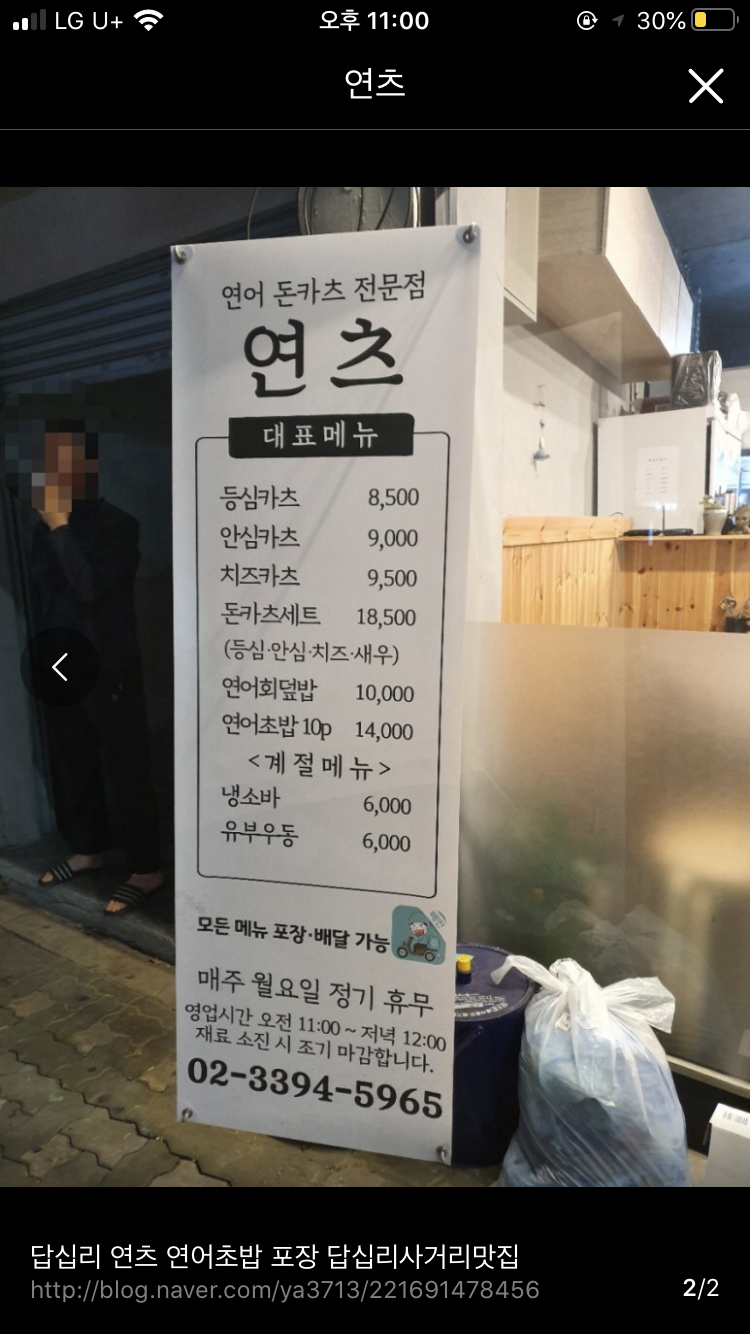 LG U+
오후 11:00
30%
연츠
연어 돈카츠 전문점
연츠
대표메뉴
등심카츠 8,500
안심카츠 9,000
치즈카츠 9,500
돈카츠세트 18,500
(등심·안심·치즈·새우)
연어회덮밥 10,000
연어초밥 10p 14,000
<계절메뉴>
냉소바 6,000
유부우동 6,000
모든 메뉴 포장·배달 가능
매주 월요일 정기 휴무
영업시간 오전 11:00 ~ 저녁 12:00
재료 소진 시 조기 마감합니다.
02-3394-5965
답십리 연츠 연어초밥 포장 답십리사거리맛집
http://blog.naver.com/ya3713/221691478456
2/2